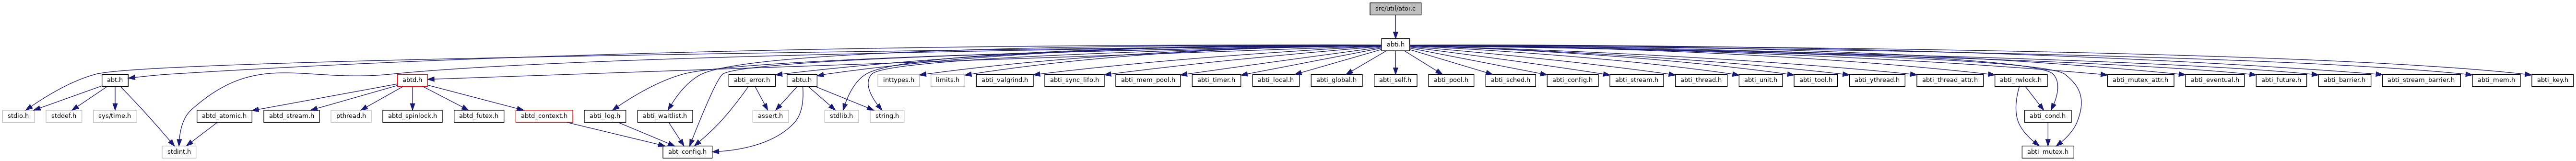 src/util/atoi.c
abti.h
abt.h
abtd.h
abti_error.h
abtu.h
inttypes.h
limits.h
abti_valgrind.h
abti_sync_lifo.h
abti_mem_pool.h
abti_timer.h
abti_local.h
abti_global.h
abti_self.h
abti_pool.h
abti_sched.h
abti_config.h
abti_stream.h
abti_thread.h
abti_unit.h
abti_tool.h
abti_ythread.h
abti_thread_attr.h
abti_rwlock.h
abti_mutex_attr.h
abti_eventual.h
abti_future.h
abti_barrier.h
abti_stream_barrier.h
abti_mem.h
abti_key.h
stdio.h
stddef.h
sys/time.h
abtd_atomic.h
abtd_stream.h
pthread.h
abtd_spinlock.h
abtd_futex.h
abtd_context.h
abti_log.h
abti_waitlist.h
assert.h
stdlib.h
string.h
abti_cond.h
stdint.h
abt_config.h
abti_mutex.h